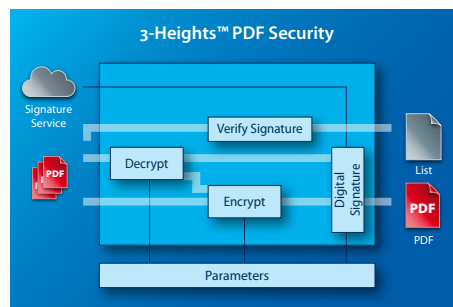 3-Heights™ PDF Security
Signature
Service
Verify Signature
Decrypt
Encrypt
Digital
Signature
List
PDF
PDF
PDF
Parameters